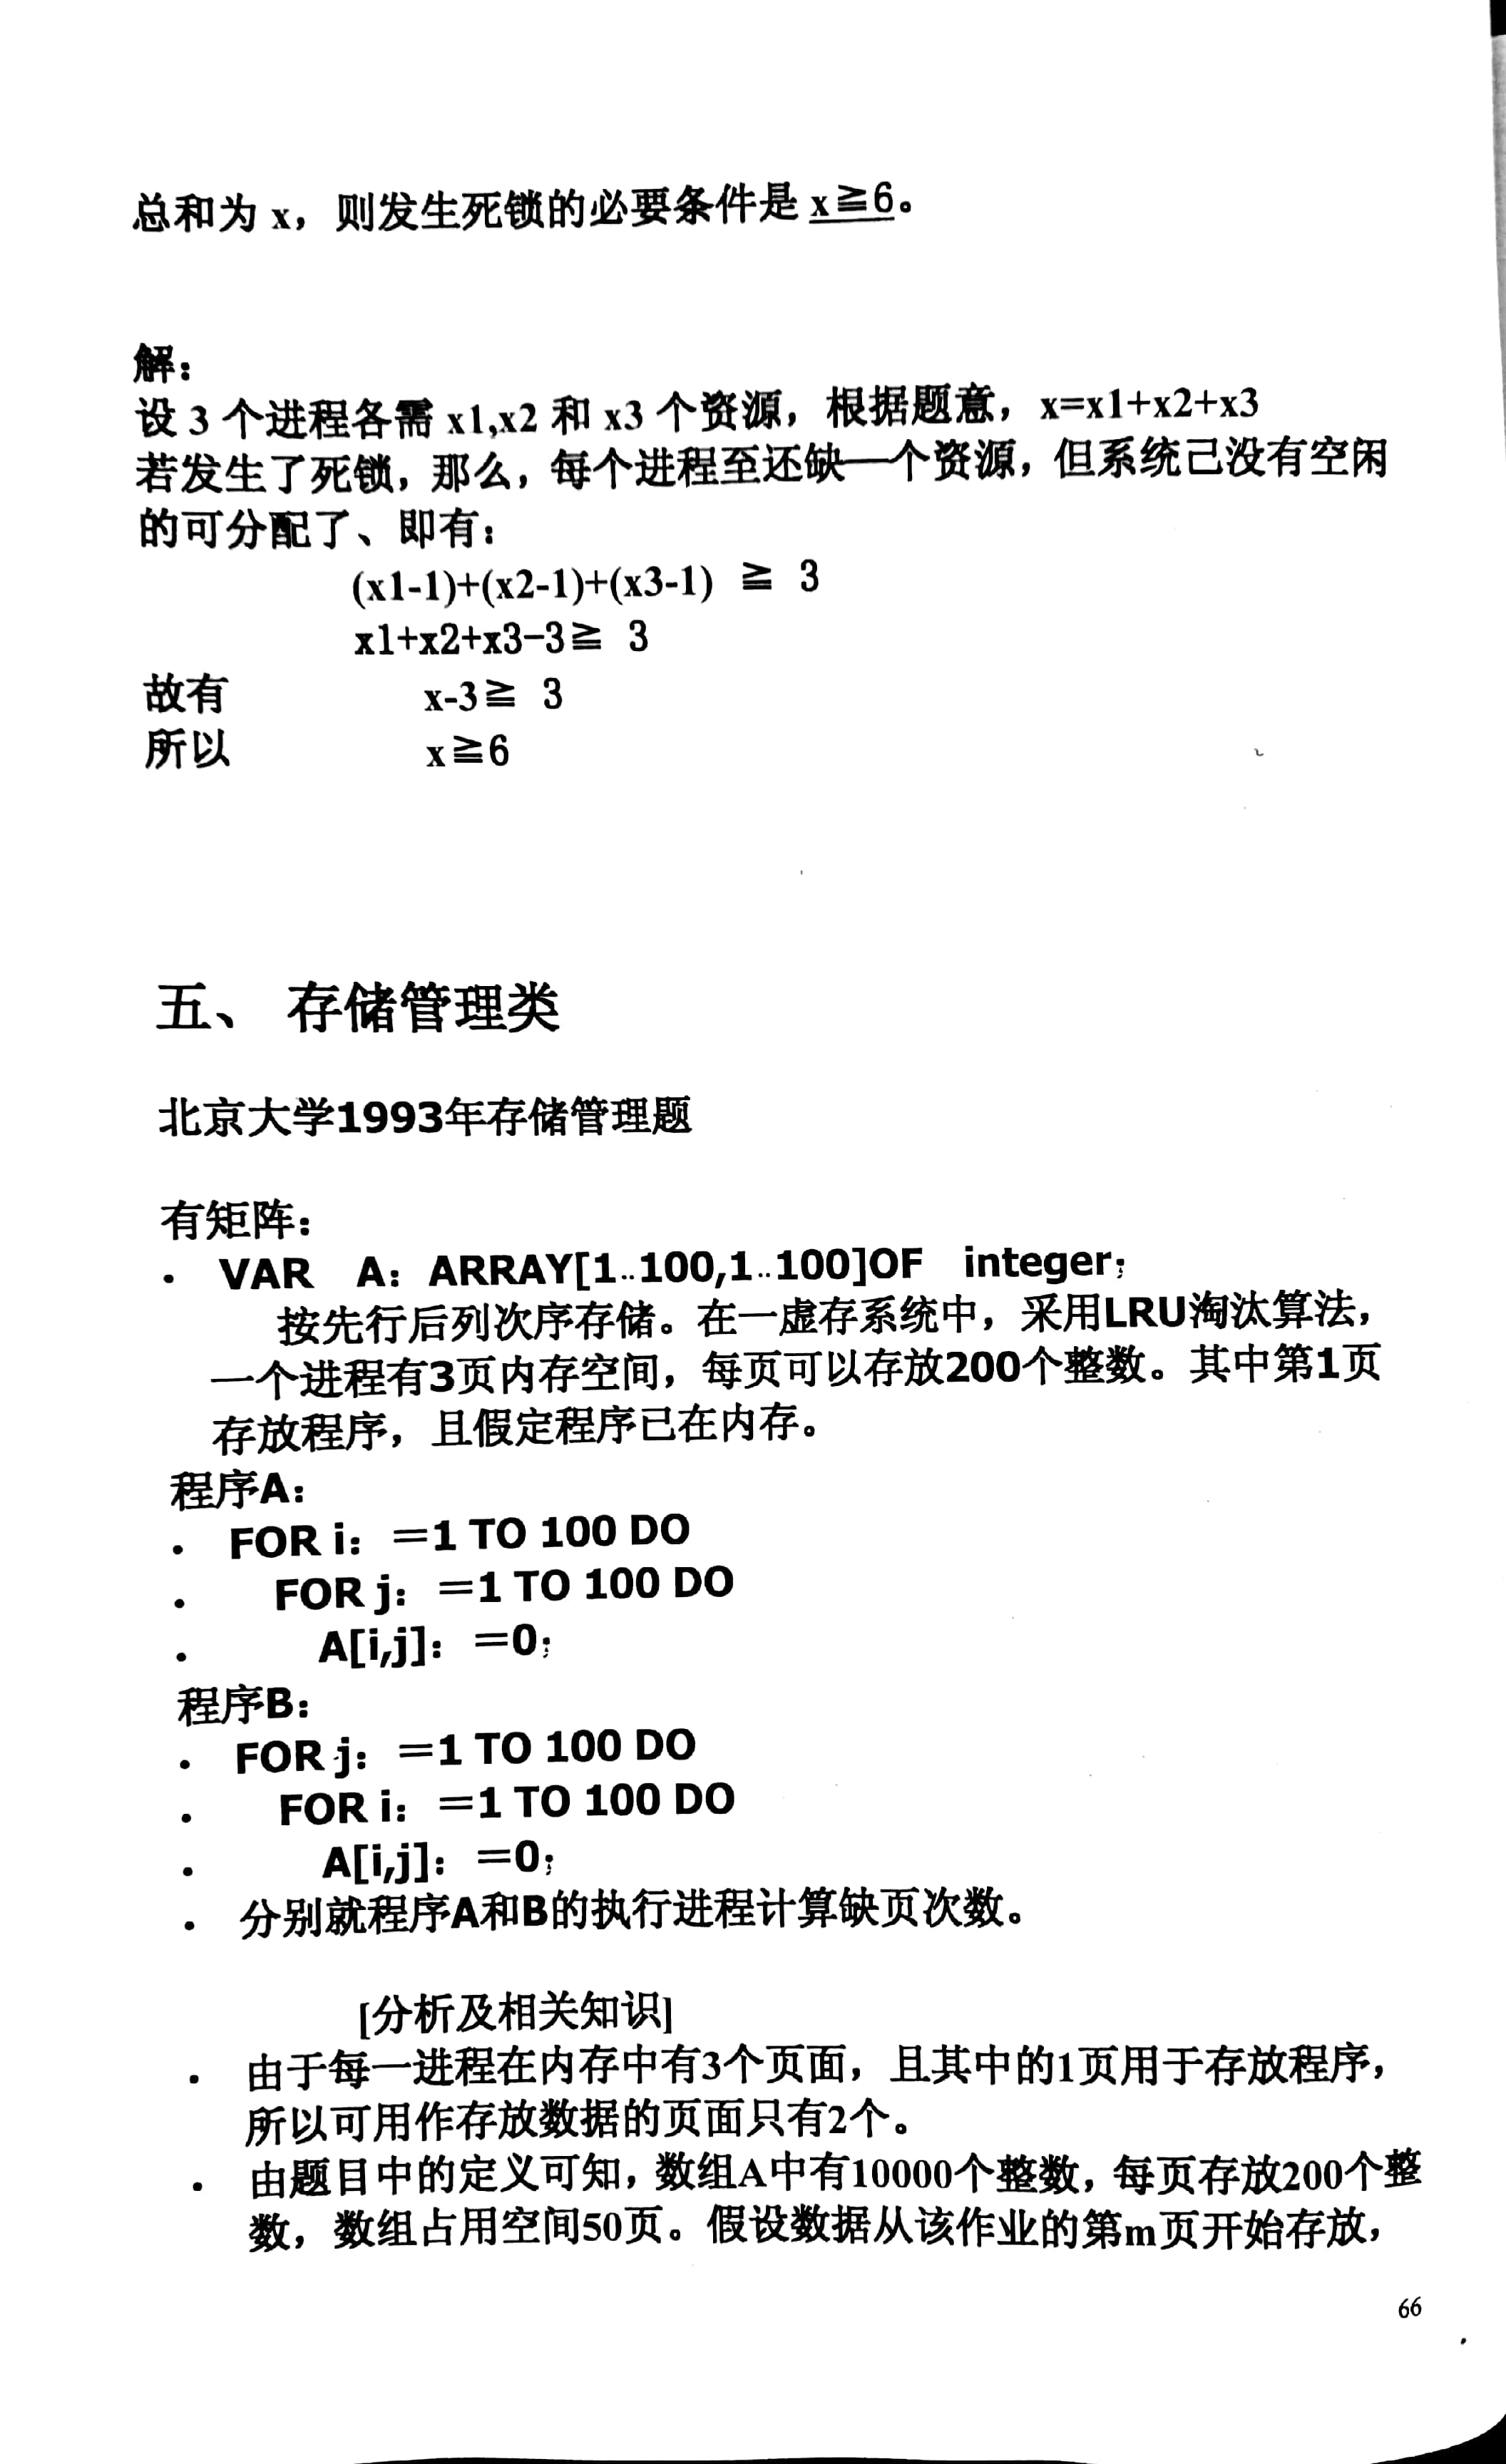 总和为 x，则发生死锁的必要条件是 x≧6。
解：
设 3 个进程各需 x1,x2 和 x3 个资源，根据题意，x=x1+x2+x3
若发生了死锁，那么，每个进程至还缺一个资源，但系统己没有空闲
的可分配了、即有：
(x1-1)+(x2-1)+(x3-1) ≧ 3
x1+x2+x3-3≧ 3
故有 x-3≧ 3
所以 x≧6
五、 存储管理类
北京大学1993年存储管理题
有矩阵：
• VAR A：ARRAY[1..100,1..100]OF integer；
按先行后列次序存储。在一虚存系统中，采用LRU淘汰算法，
一个进程有3页内存空间，每页可以存放200个整数。其中第1页
存放程序，且假定程序已在内存。
程序A：
• FOR i：=1 TO 100 DO
• FOR j：=1 TO 100 DO
• A[i,j]：=0；
程序B：
• FOR j：=1 TO 100 DO
• FOR i：=1 TO 100 DO
• A[i,j]：=0；
• 分别就程序A和B的执行进程计算缺页次数。
[分析及相关知识]
• 由于每一进程在内存中有3个页面，且其中的1页用于存放程序，
所以可用作存放数据的页面只有2个。
• 由题目中的定义可知，数组A中有10000个整数，每页存放200个整
数，数组占用空间50页。假设数据从该作业的第m页开始存放，
66